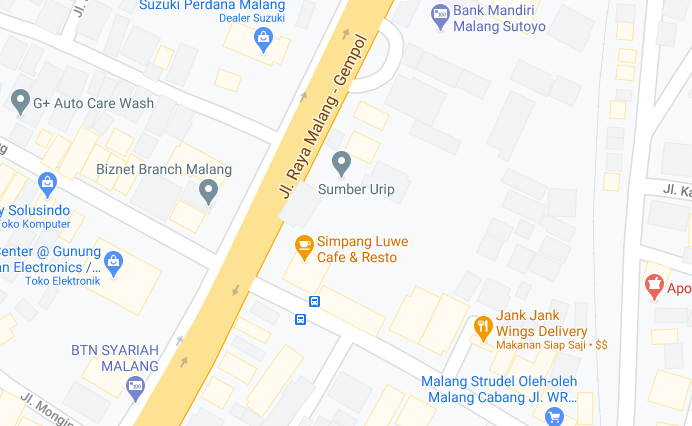 Suzuki Perdana Malang
Dealer Suzuki
Bank Mandiri
Malang Sutoyo
Jl.
Jl. Raya Malang - Gempol
G+ Auto Care Wash
Biznet Branch Malang
Sumber Urip
Jl. Ka
y Solusindo
Toko Komputer
Simpang Luwe
Cafe & Resto
Center @ Gunung
an Electronics /...
Toko Elektronik
Apo
Jank Jank
Wings Delivery
Makanan Siap Saji • $$
BTN SYARIAH
MALANG
Malang Strudel Oleh-oleh
Malang Cabang Jl. WR...
Jl. Mongin